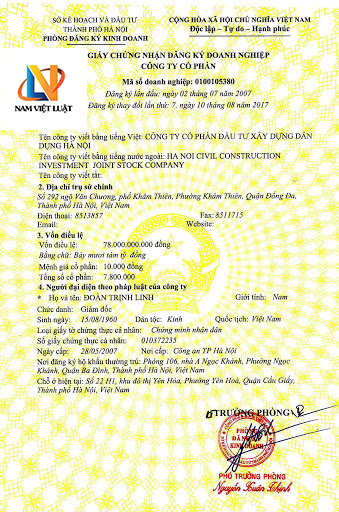 SỞ KẾ HOẠCH VÀ ĐẦU TƯ
THÀNH PHỐ HÀ NỘI
PHÒNG ĐĂNG KÝ KINH DOANH
CỘNG HÒA XÃ HỘI CHỦ NGHĨA VIỆT NAM
Độc lập – Tự do – Hạnh phúc
NAM VIỆT LUẬT
GIẤY CHỨNG NHẬN ĐĂNG KÝ DOANH NGHIỆP
CÔNG TY CỔ PHẦN
Mã số doanh nghiệp: 0100105380
Đăng ký lần đầu: ngày 02 tháng 07 năm 2007
Đăng ký thay đổi lần thứ: 7, ngày 10 tháng 08 năm 2017
Tên công ty viết bằng tiếng Việt: CÔNG TY CỔ PHẦN ĐẦU TƯ XÂY DỰNG DÂN
DỤNG HÀ NỘI
Tên công ty viết bằng tiếng nước ngoài: HA NOI CIVIL CONSTRUCTION
INVESTMENT JOINT STOCK COMPANY
Tên công ty viết tắt:
2. Địa chỉ trụ sở chính
Số 292 ngõ Văn Chương, phố Khâm Thiên, Phường Khâm Thiên, Quận Đống Đa,
Thành phố Hà Nội, Việt Nam
Điện thoại: 8513857 Fax: 8511715
Email: Website:
3. Vốn điều lệ
Vốn điều lệ: 78.000.000.000 đồng
Bằng chữ: Bảy mươi tám tỷ đồng
Mệnh giá cổ phần: 10.000 đồng
Tổng số cổ phần: 7.800.000
4. Người đại diện theo pháp luật của công ty
* Họ và tên: ĐOÀN TRỊNH LINH Giới tính: Nam
Chức danh: Giám đốc
Sinh ngày: 15/08/1960 Dân tộc: Kinh Quốc tịch: Việt Nam
Loại giấy tờ chứng thực cá nhân: Chứng minh nhân dân
Số giấy chứng thực cá nhân: 010372235
Ngày cấp: 28/05/2007 Nơi cấp: Công an TP Hà Nội
Nơi đăng ký hộ khẩu thường trú: Phòng 106, nhà A Ngọc Khánh, Phường Ngọc
Khánh, Quận Ba Đình, Thành phố Hà Nội, Việt Nam
Chỗ ở hiện tại: Số 22 H1, khu đô thị Yên Hòa, Phường Yên Hoà, Quận Cầu Giấy,
Thành phố Hà Nội, Việt Nam
TRƯỞNG PHÒNG
PHÒNG
ĐĂNG KÝ
KINH DOANH
PHÓ TRƯỞNG PHÒNG
Nguyễn Xuân Chỉnh